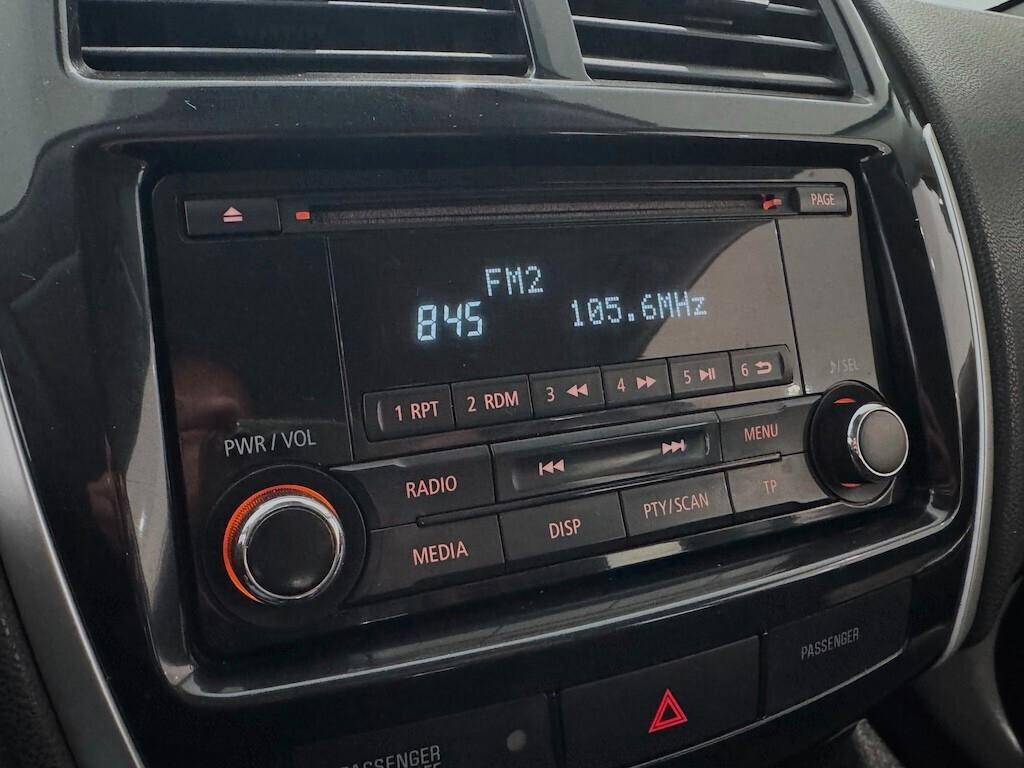 PAGE
FM2
845 105.6MHz
♪/SEL
1 RPT 2 RDM 3 4 5 6
PWR / VOL
MENU
RADIO
TP
PTY/SCAN
DISP
MEDIA
PASSENGER
PASSENGER